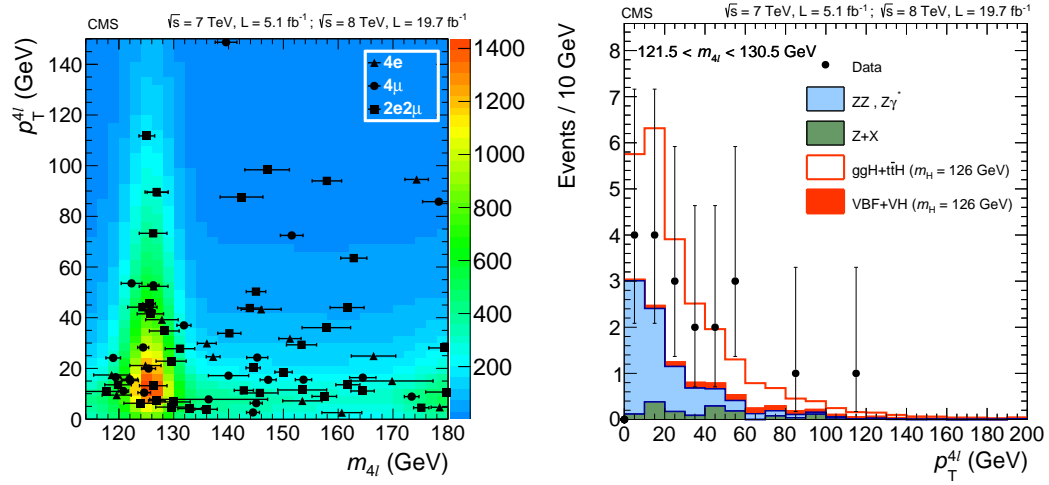 CMS √s = 7 TeV, L = 5.1 fb⁻¹ ; √s = 8 TeV, L = 19.7 fb⁻¹
p_T^{4l} (GeV)
140
120
100
80
60
40
20
0
4e
4μ
2e2μ
120 130 140 150 160 170 180
m_{4l} (GeV)
1400
1200
1000
800
600
400
200
CMS √s = 7 TeV, L = 5.1 fb⁻¹ ; √s = 8 TeV, L = 19.7 fb⁻¹
Events / 10 GeV
8
7
6
5
4
3
2
1
0
121.5 < m_{4l} < 130.5 GeV
Data
ZZ , Zγ*
Z+X
ggH+tt̄H (m_H = 126 GeV)
VBF+VH (m_H = 126 GeV)
0 20 40 60 80 100 120 140 160 180 200
p_T^{4l} (GeV)